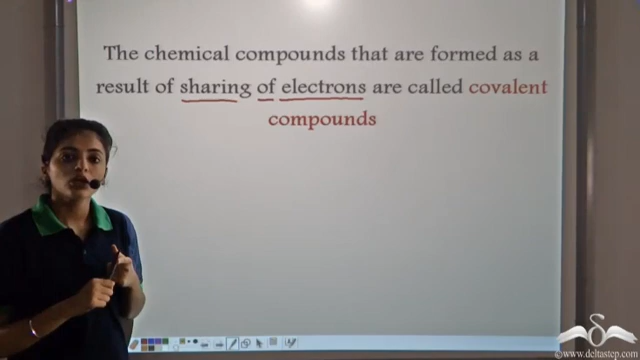 The chemical compounds that are formed as a
result of sharing of electrons are called covalent
compounds
©www.deltastep.com